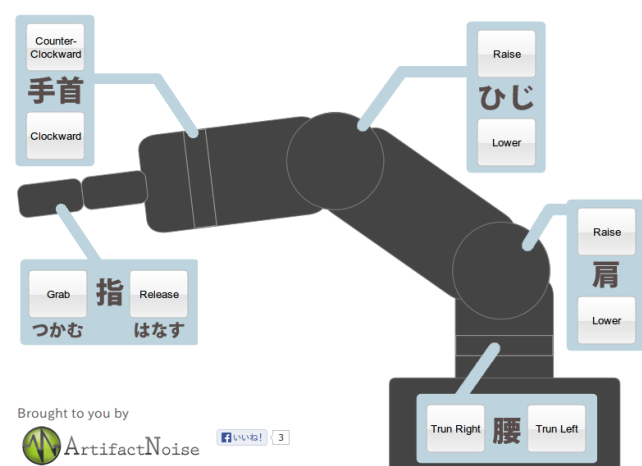 Counter-
Clockward
手首
Clockward
Raise
ひじ
Lower
Raise
肩
Lower
Grab
指
Release
つかむ
はなす
Trun Right
腰
Trun Left
Brought to you by
ArtifactNoise
いいね!
3